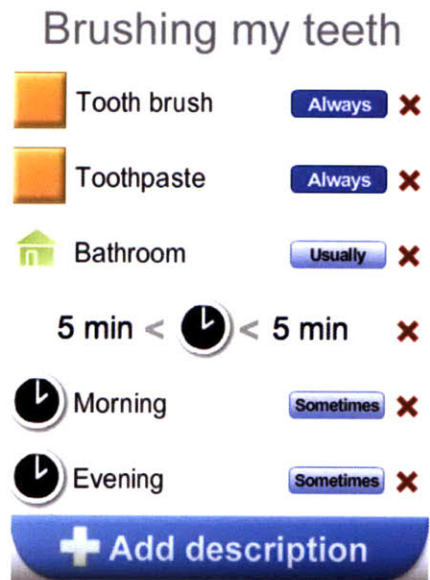 Brushing my teeth
Tooth brush Always
Toothpaste Always
Bathroom Usually
5 min < < 5 min
Morning Sometimes
Evening Sometimes
Add description